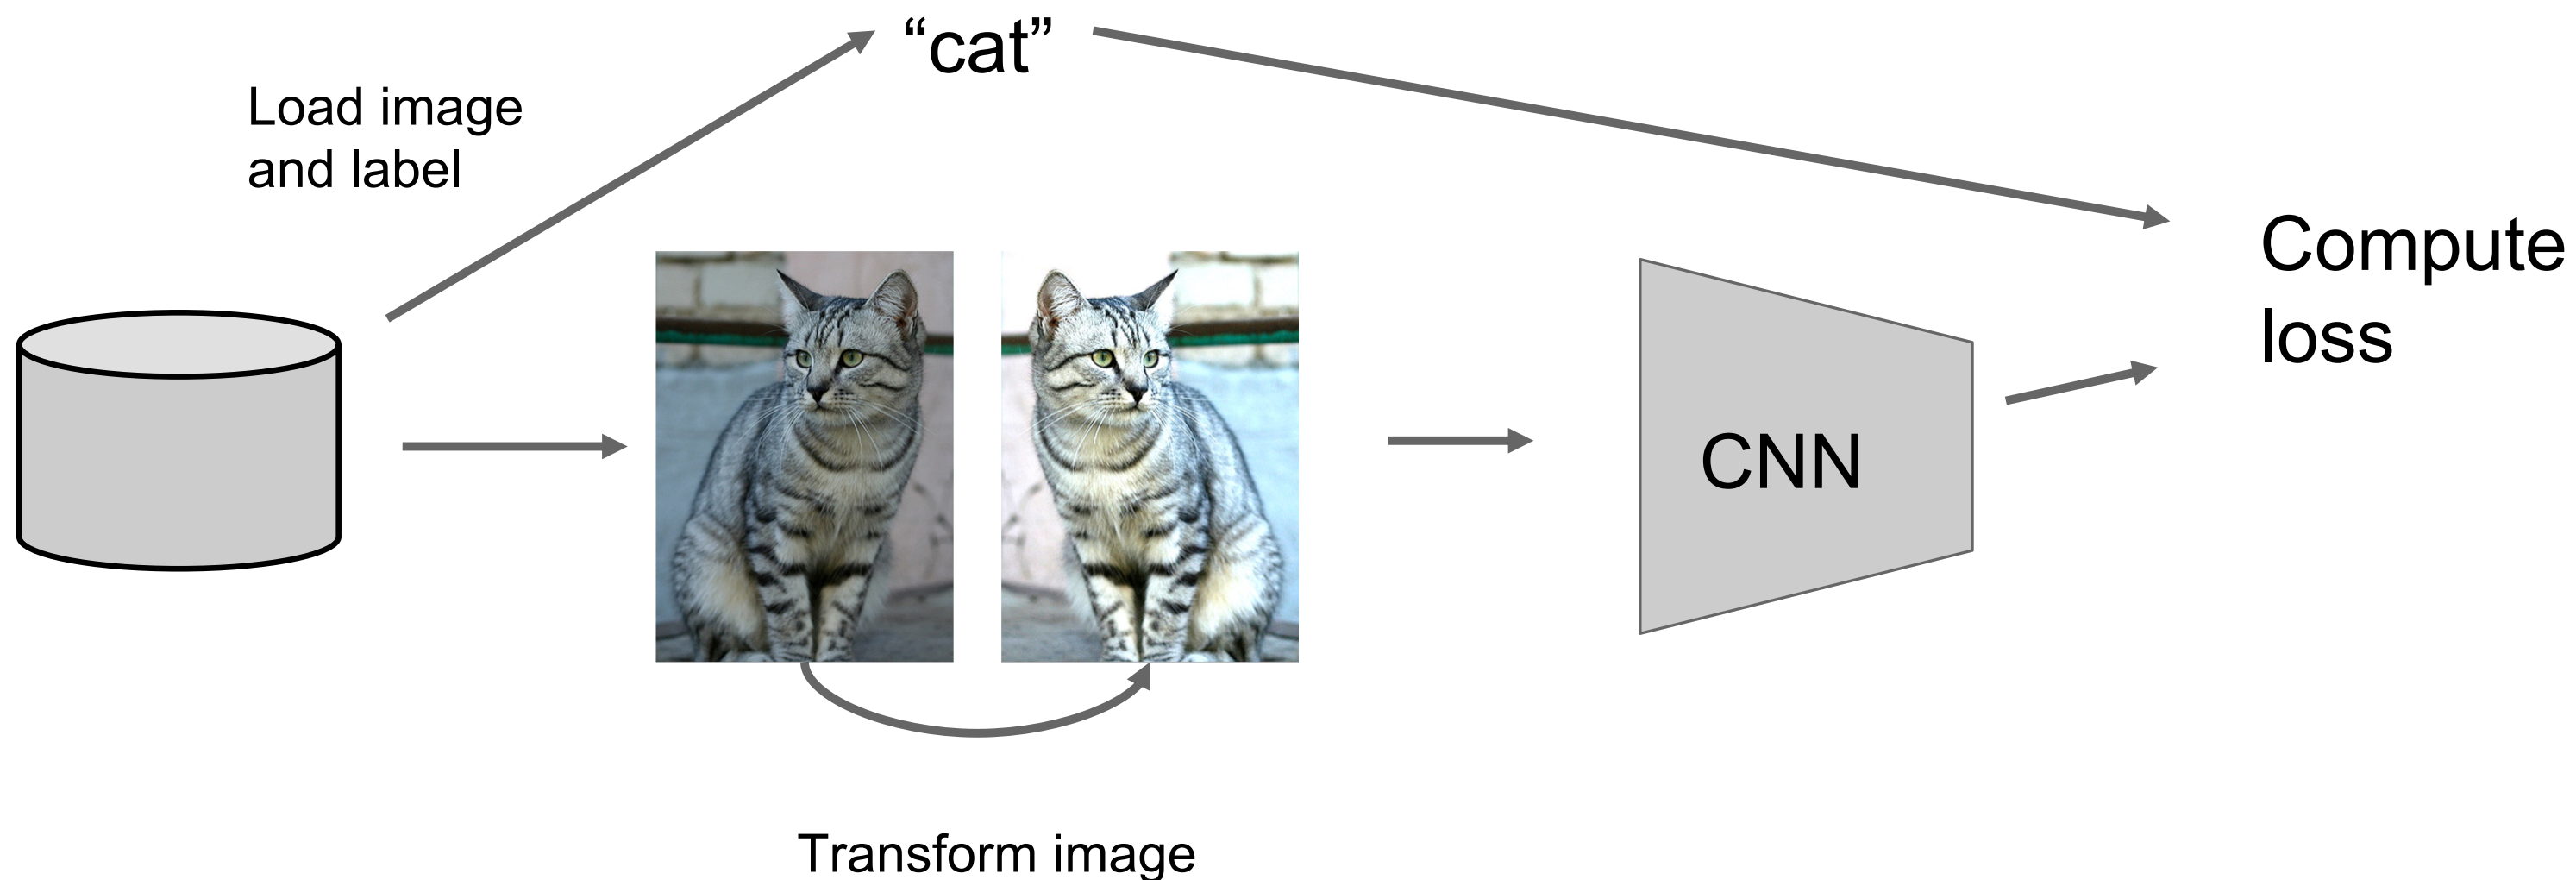 “cat”
Load image
and label
Compute
loss
CNN
Transform image